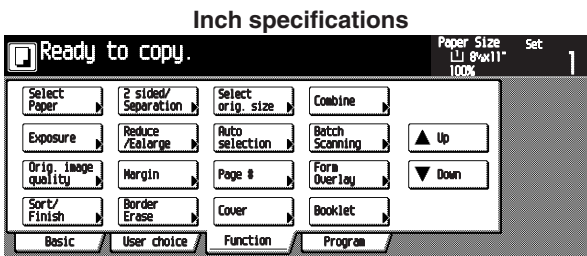 Inch specifications
Ready to copy.
Paper Size
8½x11"
100%
Set
1
Select
Paper
2 sided/
Separation
Select
orig. size
Combine
Exposure
Reduce
/Ealarge
Auto
selection
Batch
Scanning
▲ Up
Orig. image
quality
Margin
Page #
Form
Overlay
▼ Down
Sort/
Finish
Border
Erase
Cover
Booklet
Basic
User choice
Function
Program